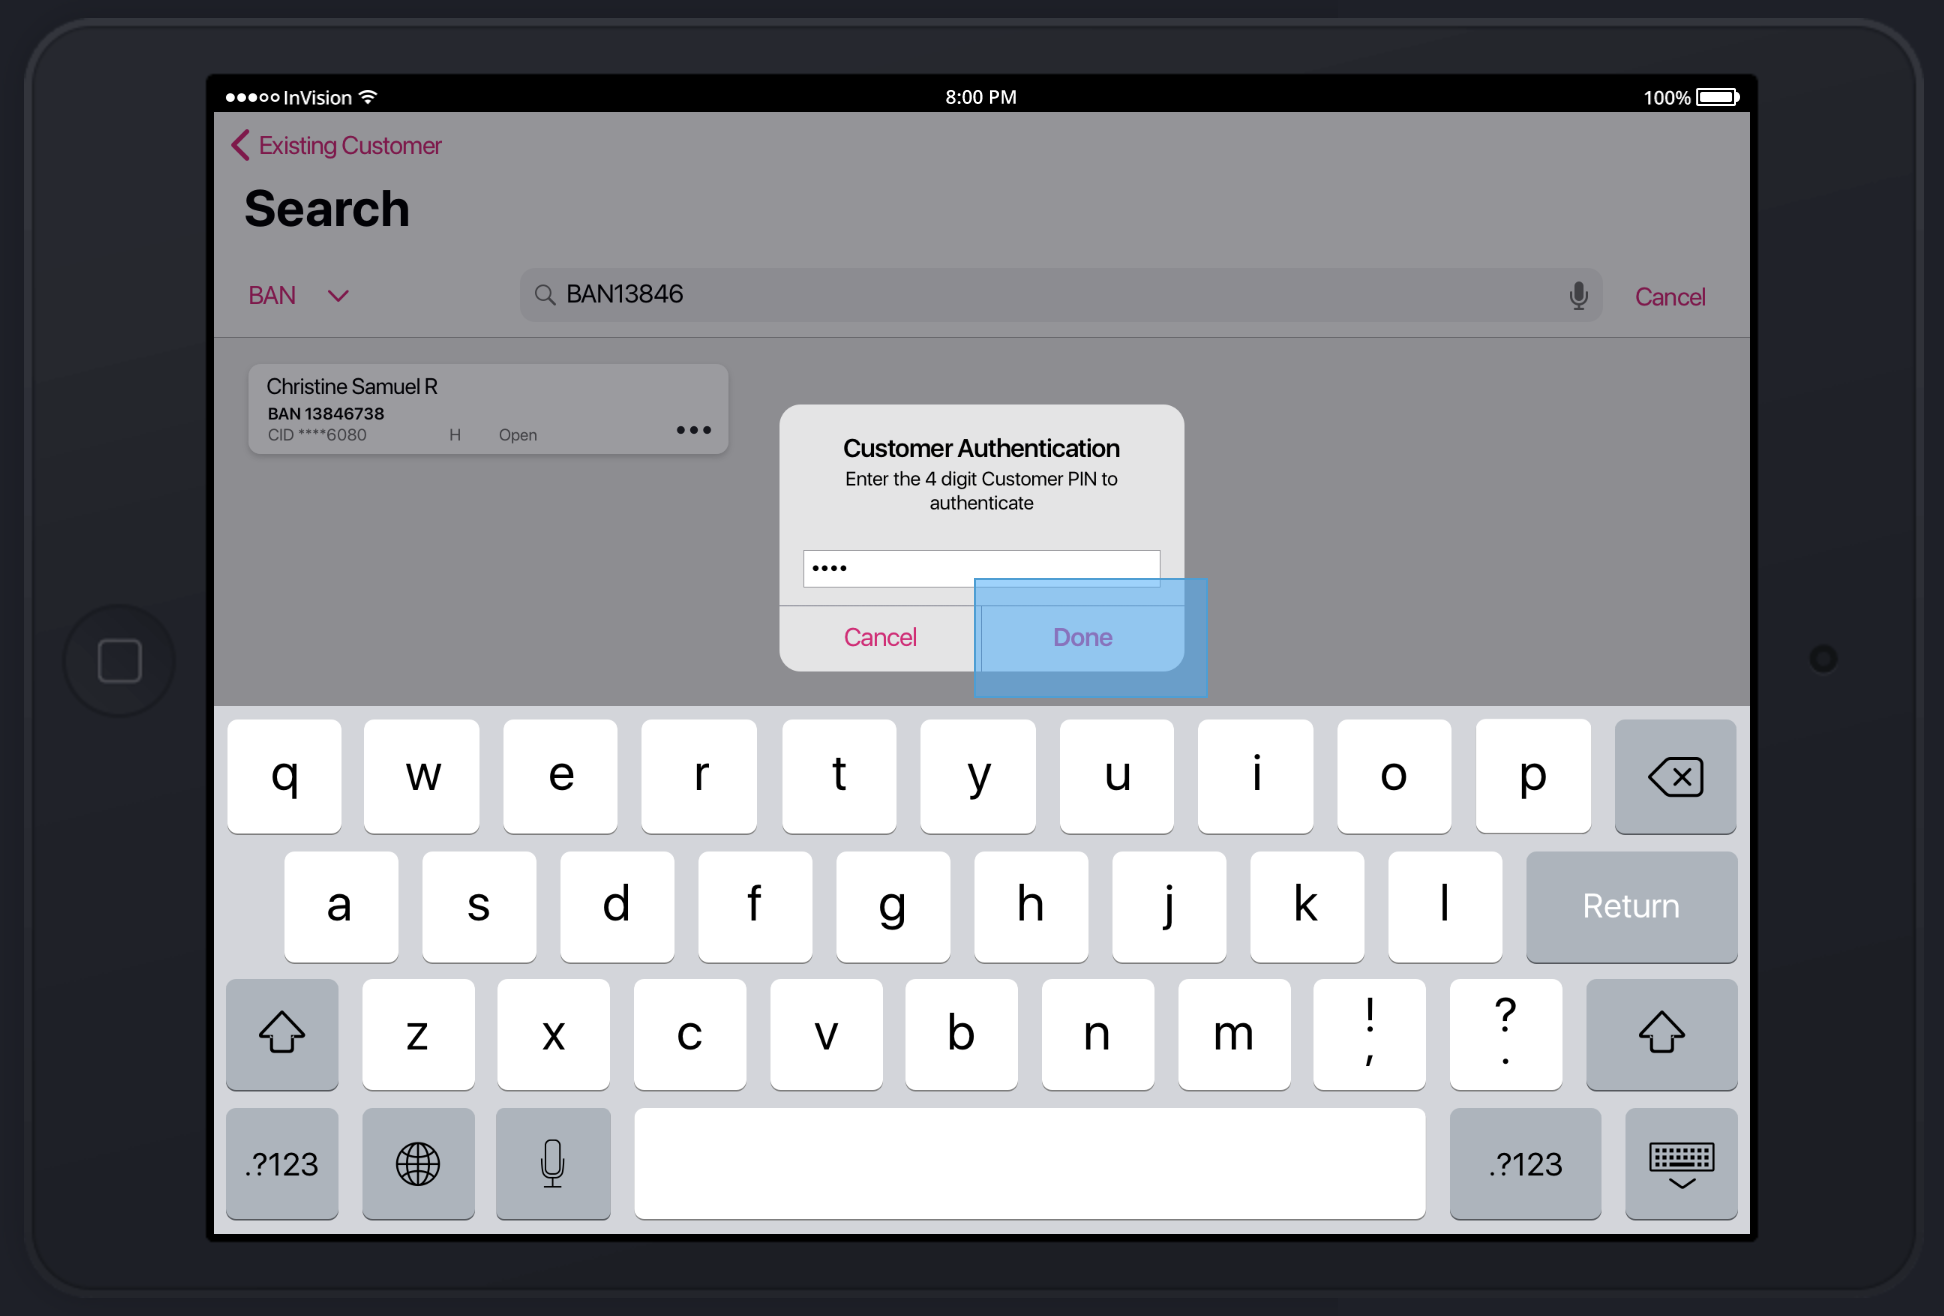 InVision 8:00 PM 100%
Existing Customer
Search
BAN BAN13846 Cancel
Christine Samuel R
BAN 13846738
CID ****6080 H Open
Customer Authentication
Enter the 4 digit Customer PIN to
authenticate
••••
Cancel Done
q w e r t y u i o p
a s d f g h j k l Return
z x c v b n m ! , ? .
.?123 .?123